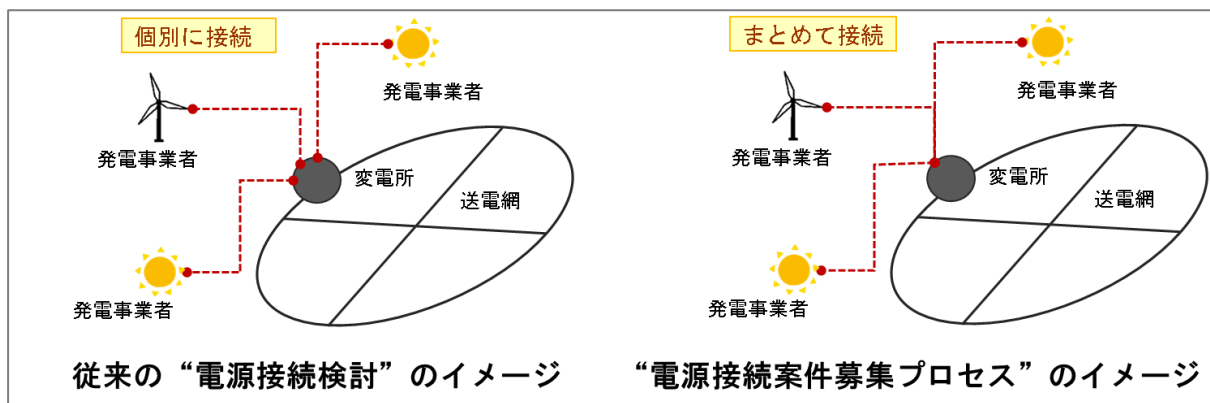 個別に接続
発電事業者
発電事業者
変電所
送電網
発電事業者
従来の“電源接続検討”のイメージ
まとめて接続
発電事業者
発電事業者
変電所
送電網
発電事業者
“電源接続案件募集プロセス”のイメージ